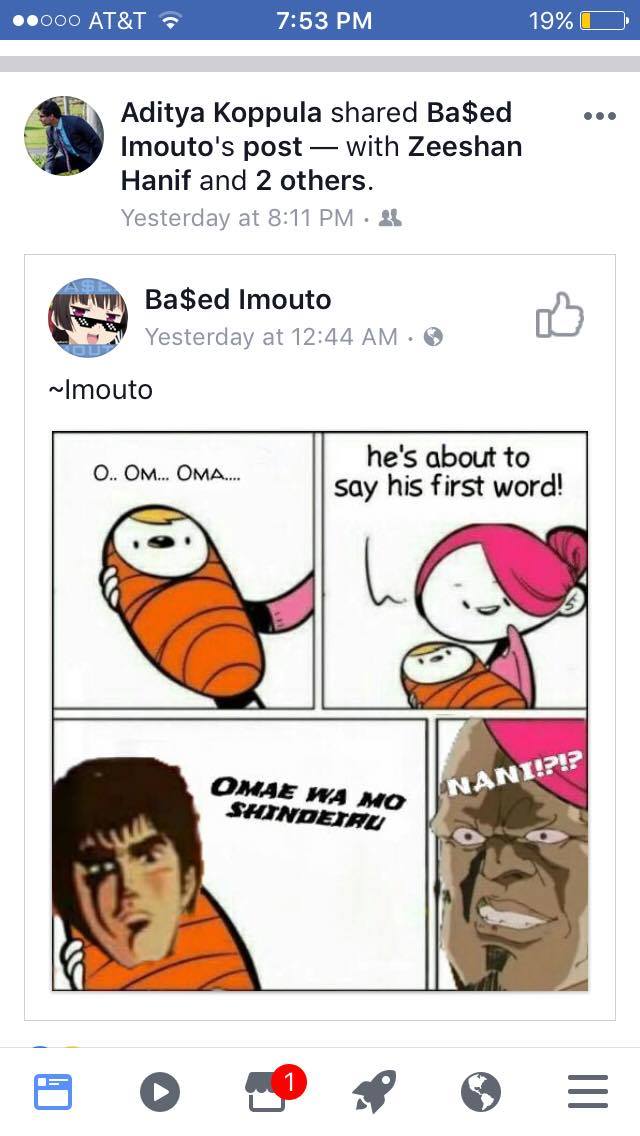 AT&T 7:53 PM 19%
Aditya Koppula shared Ba$ed
Imouto's post — with Zeeshan
Hanif and 2 others.
Yesterday at 8:11 PM ·
Ba$ed Imouto
Yesterday at 12:44 AM ·
~Imouto
O.. OM... OMA....
he's about to
say his first word!
OMAE WA MO
SHINDEIRU
NANI!?!?
1